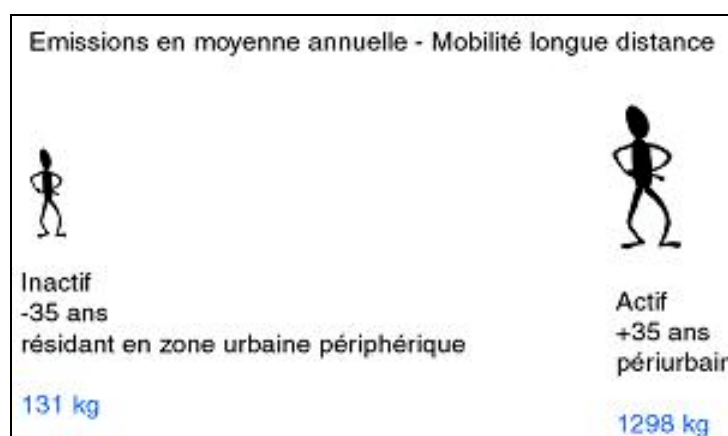 Emissions en moyenne annuelle - Mobilité longue distance
Inactif
-35 ans
résidant en zone urbaine périphérique
131 kg
Actif
+35 ans
périurbain
1298 kg